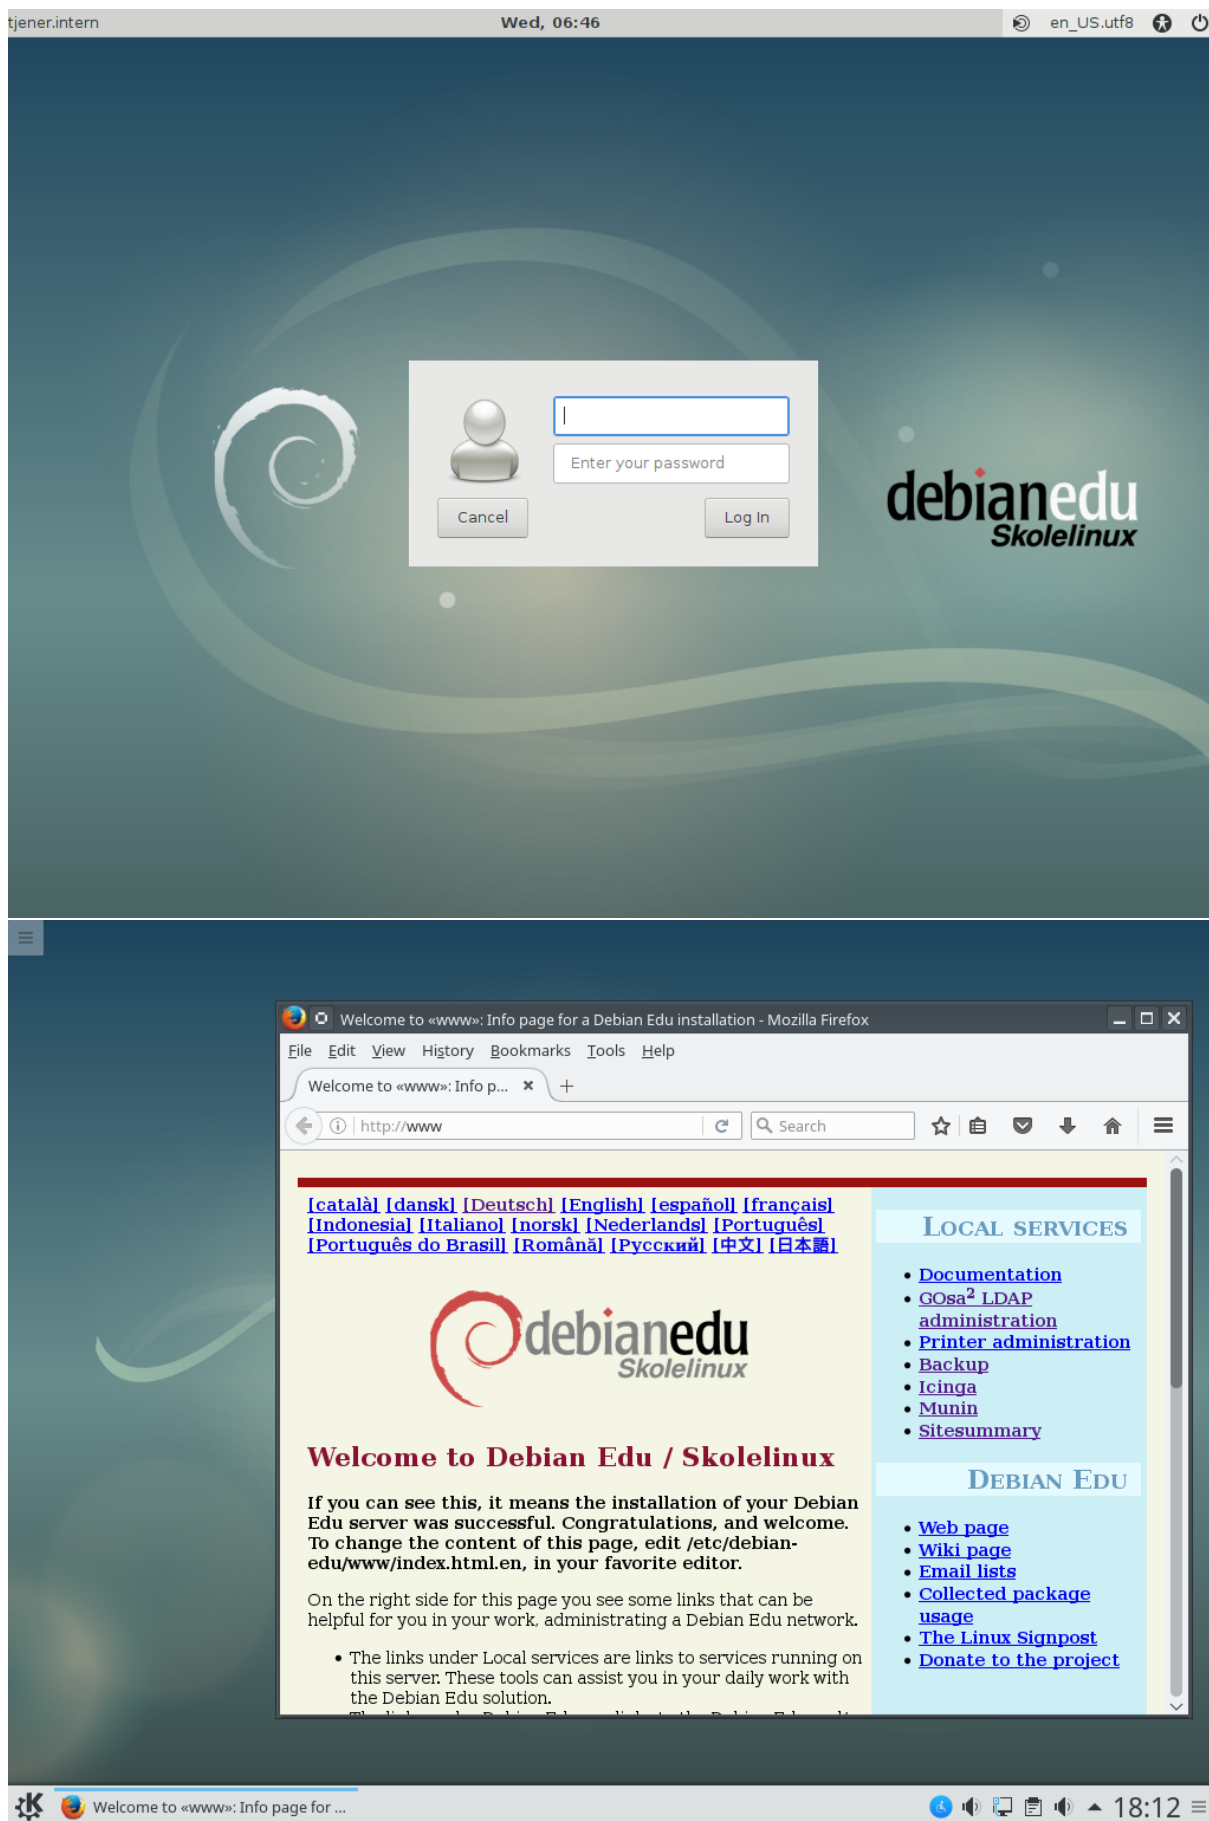 tjener.intern
Wed, 06:46
en_US.utf8
Enter your password
Cancel
Log In
debianedu
Skolelinux
Welcome to «www»: Info page for a Debian Edu installation - Mozilla Firefox
File Edit View History Bookmarks Tools Help
Welcome to «www»: Info p...
http://www
Search
[català] [dansk] [Deutsch] [English] [español] [français]
[Indonesia] [Italiano] [norsk] [Nederlands] [Português]
[Português do Brasil] [Română] [Русский] [中文] [日本語]
debianedu
Skolelinux
Welcome to Debian Edu / Skolelinux
If you can see this, it means the installation of your Debian
Edu server was successful. Congratulations, and welcome.
To change the content of this page, edit /etc/debian-
edu/www/index.html.en, in your favorite editor.
On the right side for this page you see some links that can be
helpful for you in your work, administrating a Debian Edu network.
• The links under Local services are links to services running on
this server. These tools can assist you in your daily work with
the Debian Edu solution.
Local services
• Documentation
• GOsa² LDAP
administration
• Printer administration
• Backup
• Icinga
• Munin
• Sitesummary
Debian Edu
• Web page
• Wiki page
• Email lists
• Collected package
usage
• The Linux Signpost
• Donate to the project
Welcome to «www»: Info page for ...
18:12